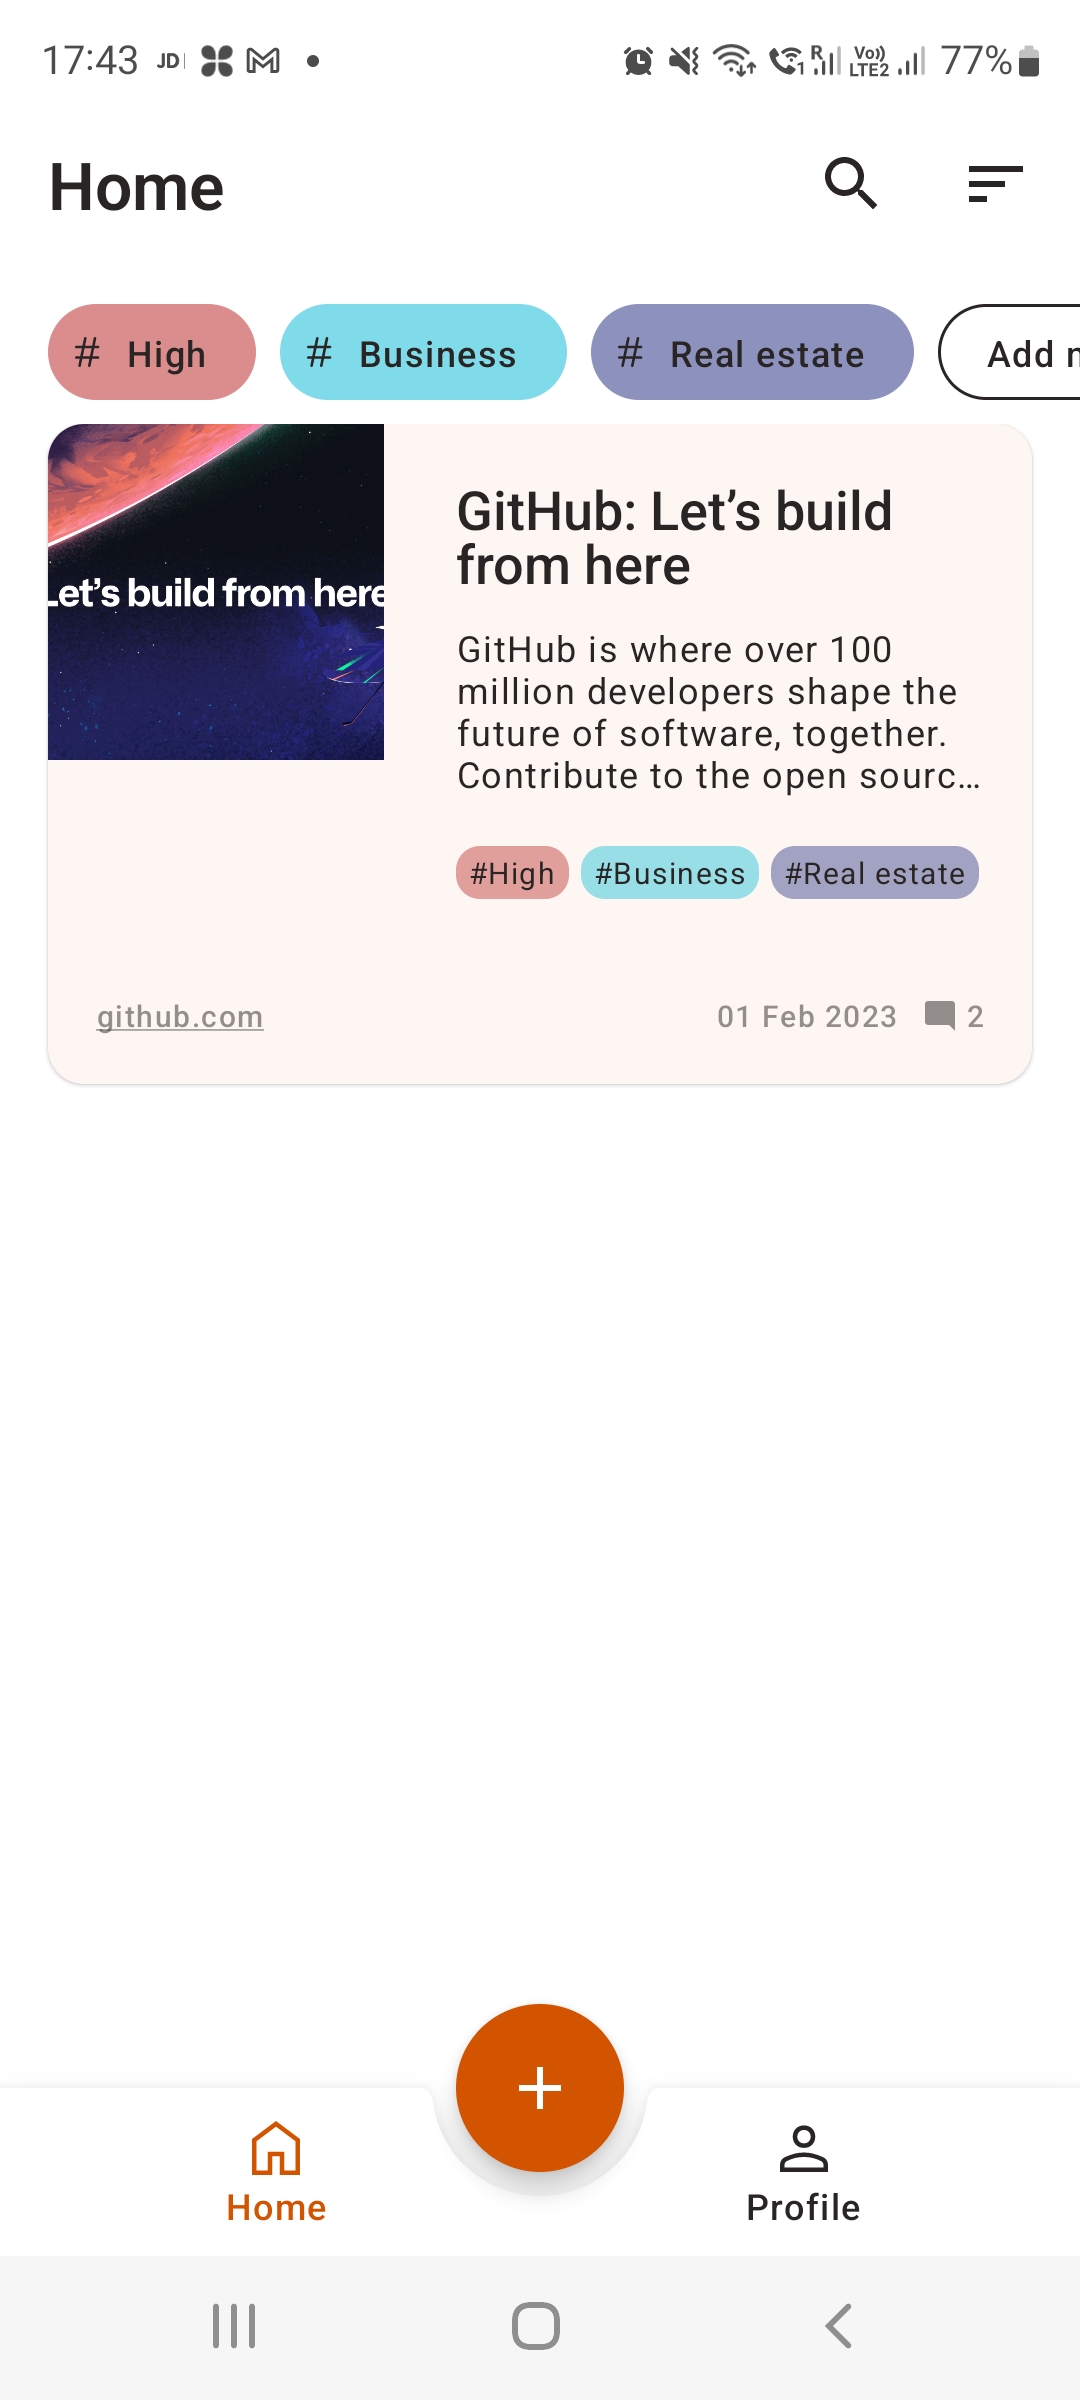 17:43 JD 77%
R Vo)) LTE2
Home
# High # Business # Real estate Add
GitHub: Let’s build
from here
Let’s build from here
GitHub is where over 100
million developers shape the
future of software, together.
Contribute to the open sourc…
#High #Business #Real estate
github.com 01 Feb 2023 2
Home Profile